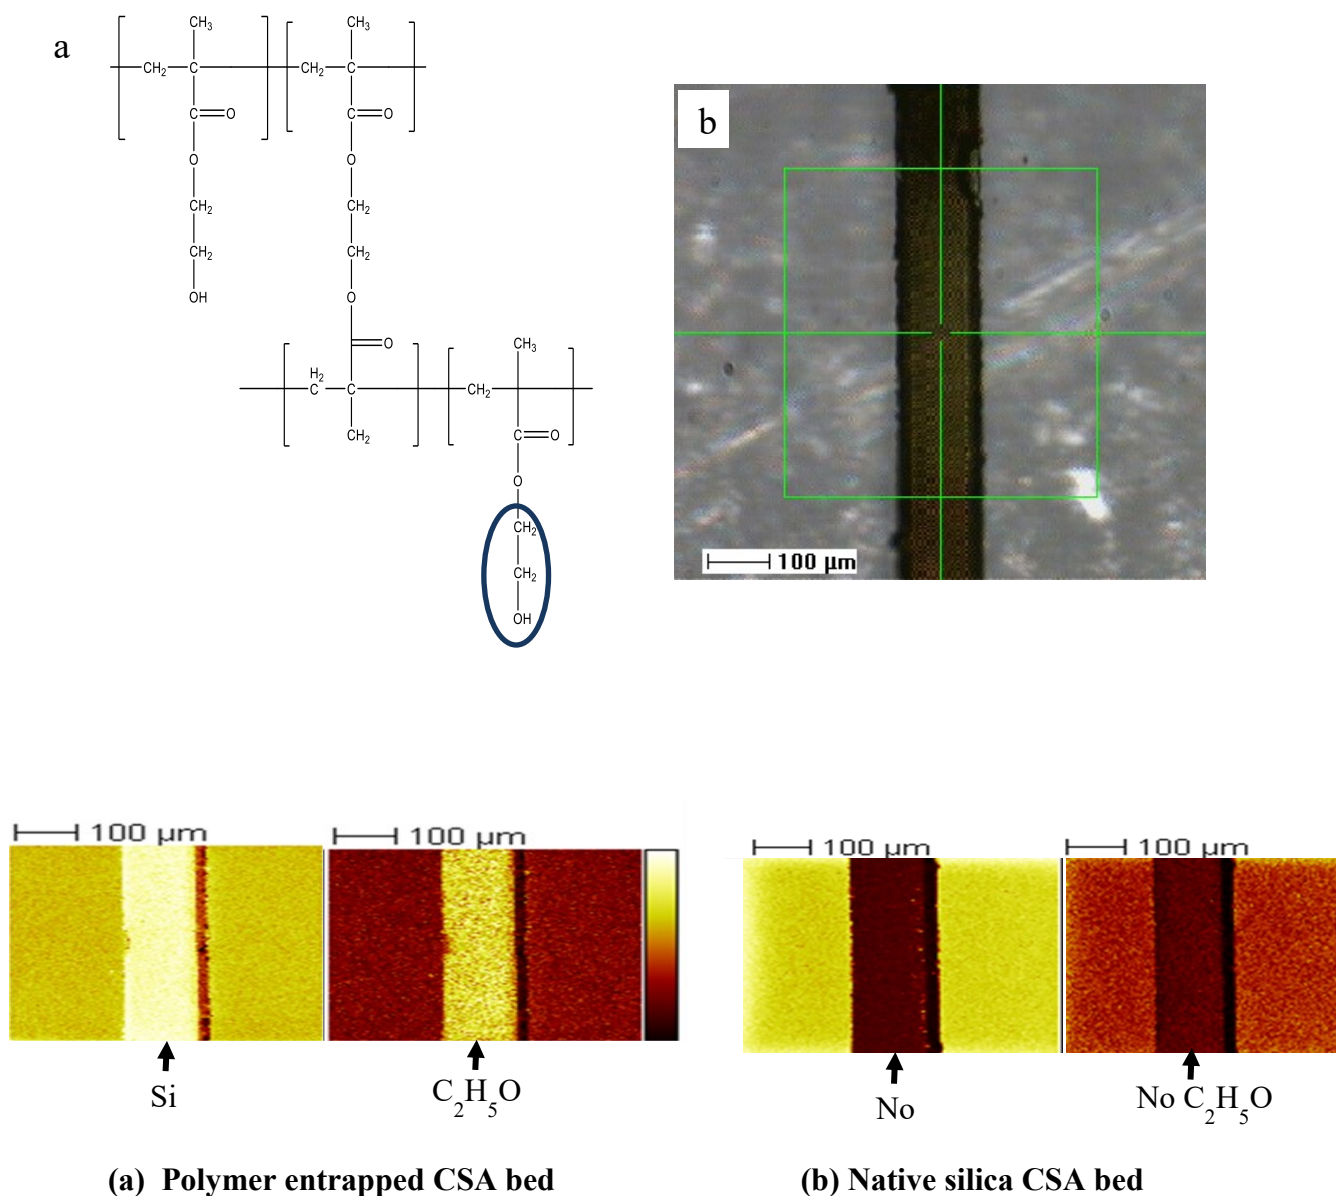 a
CH3 CH3
CH2 C CH2 C
C O C O
O O
CH2 CH2
CH2 CH2
OH O
C O CH3
H2
C C CH2 C
CH2 C O
O
CH2
CH2
OH
b
100 µm
100 µm 100 µm
Si C2H5O
100 µm 100 µm
No No C2H5O
(a) Polymer entrapped CSA bed
(b) Native silica CSA bed